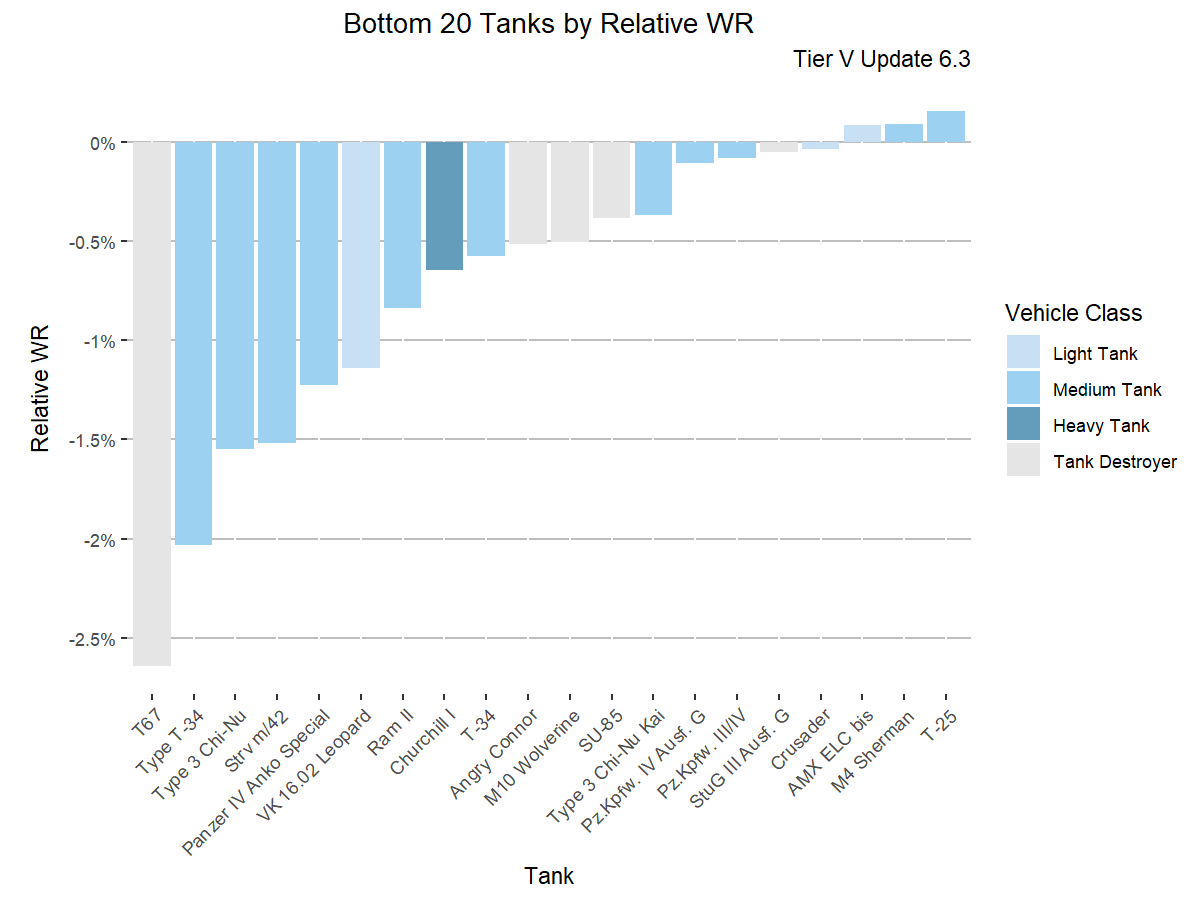 Bottom 20 Tanks by Relative WR
Tier V Update 6.3
0%
-0.5%
-1%
-1.5%
-2%
-2.5%
Relative WR
T67
Type T-34
Type 3 Chi-Nu
Strv m/42
Panzer IV Anko Special
VK 16.02 Leopard
Ram II
Churchill I
T-34
Angry Connor
M10 Wolverine
SU-85
Type 3 Chi-Nu Kai
Pz.Kpfw. IV Ausf. G
Pz.Kpfw. III/IV
StuG III Ausf. G
Crusader
AMX ELC bis
M4 Sherman
T-25
Tank
Vehicle Class
Light Tank
Medium Tank
Heavy Tank
Tank Destroyer